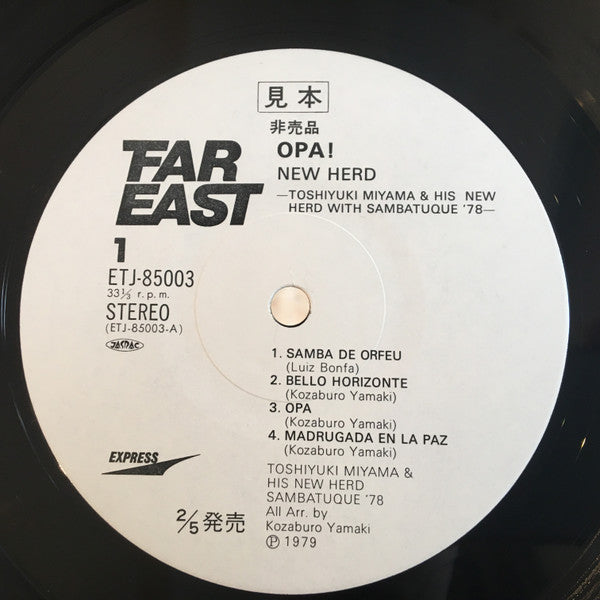 見本
非売品
OPA!
NEW HERD
—TOSHIYUKI MIYAMA & HIS NEW
HERD WITH SAMBATUQUE '78—
FAR
EAST
1
ETJ-85003
33⅓ r.p.m.
STEREO
(ETJ-85003-A)
JASRAC
1. SAMBA DE ORFEU
(Luiz Bonfa)
2. BELLO HORIZONTE
(Kozaburo Yamaki)
3. OPA
(Kozaburo Yamaki)
4. MADRUGADA EN LA PAZ
(Kozaburo Yamaki)
TOSHIYUKI MIYAMA &
HIS NEW HERD
SAMBATUQUE '78
All Arr. by
Kozaburo Yamaki
℗ 1979
EXPRESS
2/5発売